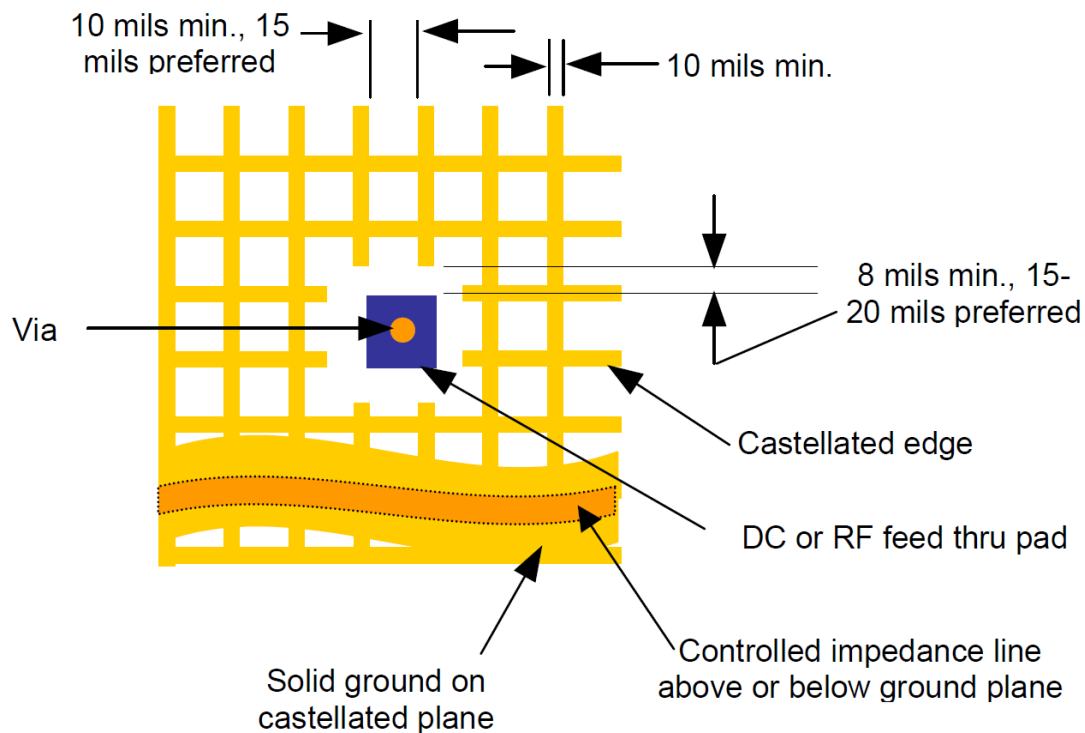 10 mils min., 15
mils preferred
10 mils min.
8 mils min., 15-
20 mils preferred
Via
Castellated edge
DC or RF feed thru pad
Controlled impedance line
above or below ground plane
Solid ground on
castellated plane